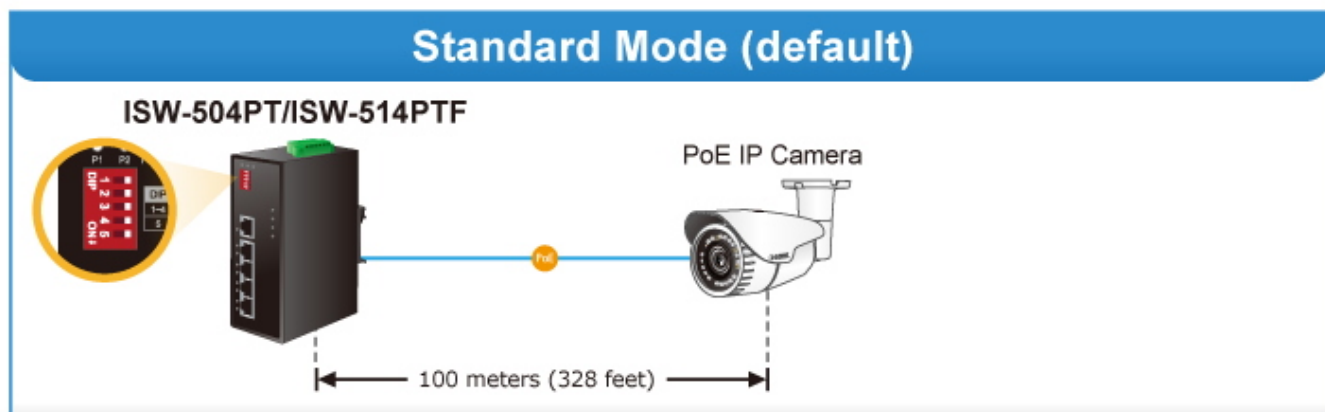 Standard Mode (default)
ISW-504PT/ISW-514PTF
PoE IP Camera
P1 P2
DIP
1 2 3 4 5
ON
DIP
1-4
5
PoE
100 meters (328 feet)